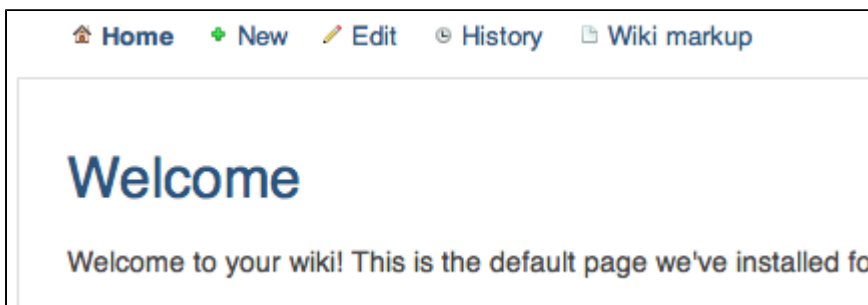 Home New Edit History Wiki markup
Welcome
Welcome to your wiki! This is the default page we've installed